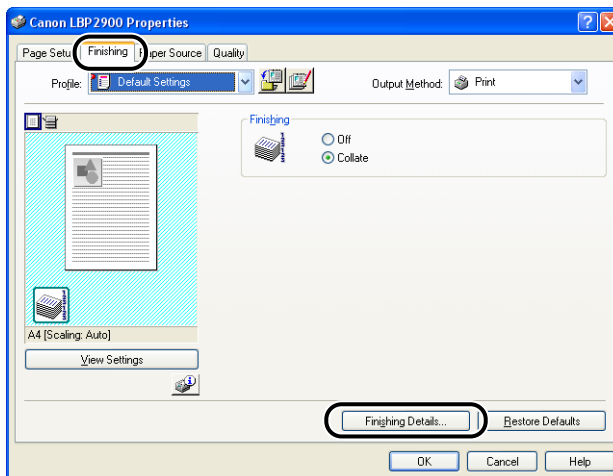 Canon LBP2900 Properties
Page Setu Finishing aper Source Quality
Profile: Default Settings Output Method: Print
Finishing
Off
Collate
A4 [Scaling: Auto]
View Settings
Finishing Details... Restore Defaults
OK Cancel Help